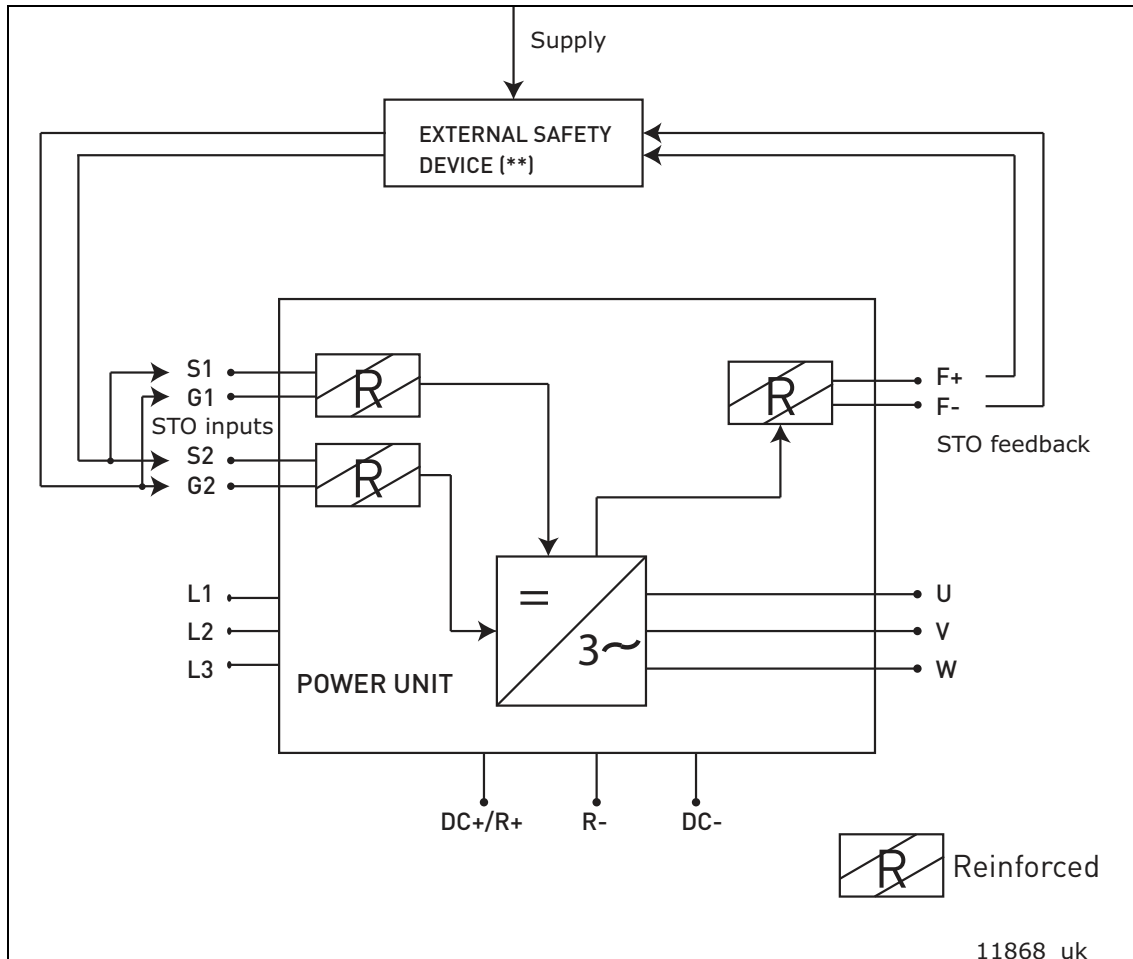 Supply
EXTERNAL SAFETY
DEVICE (**)
S1
G1
STO inputs
S2
G2
R
R
R
F+
F-
STO feedback
L1
L2
L3
=
3~
U
V
W
POWER UNIT
DC+/R+
R-
DC-
R
Reinforced
11868_uk